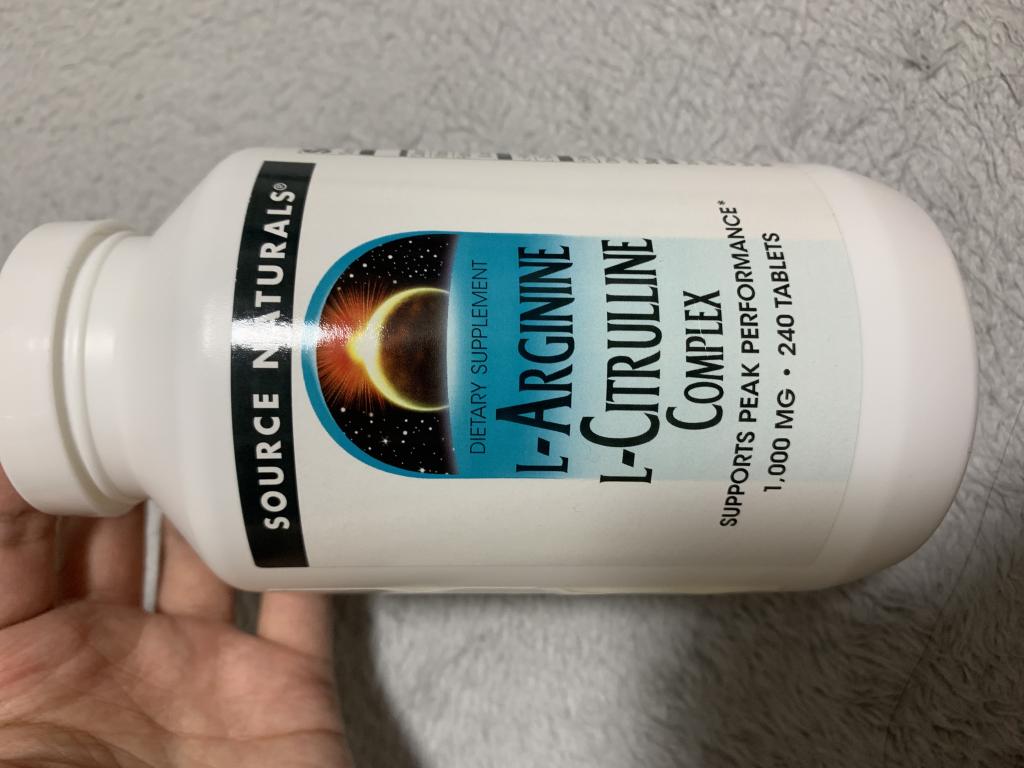 SOURCE NATURALS®
DIETARY SUPPLEMENT
L-ARGININE
L-CITRULLINE
COMPLEX
SUPPORTS PEAK PERFORMANCE*
1,000 MG • 240 TABLETS